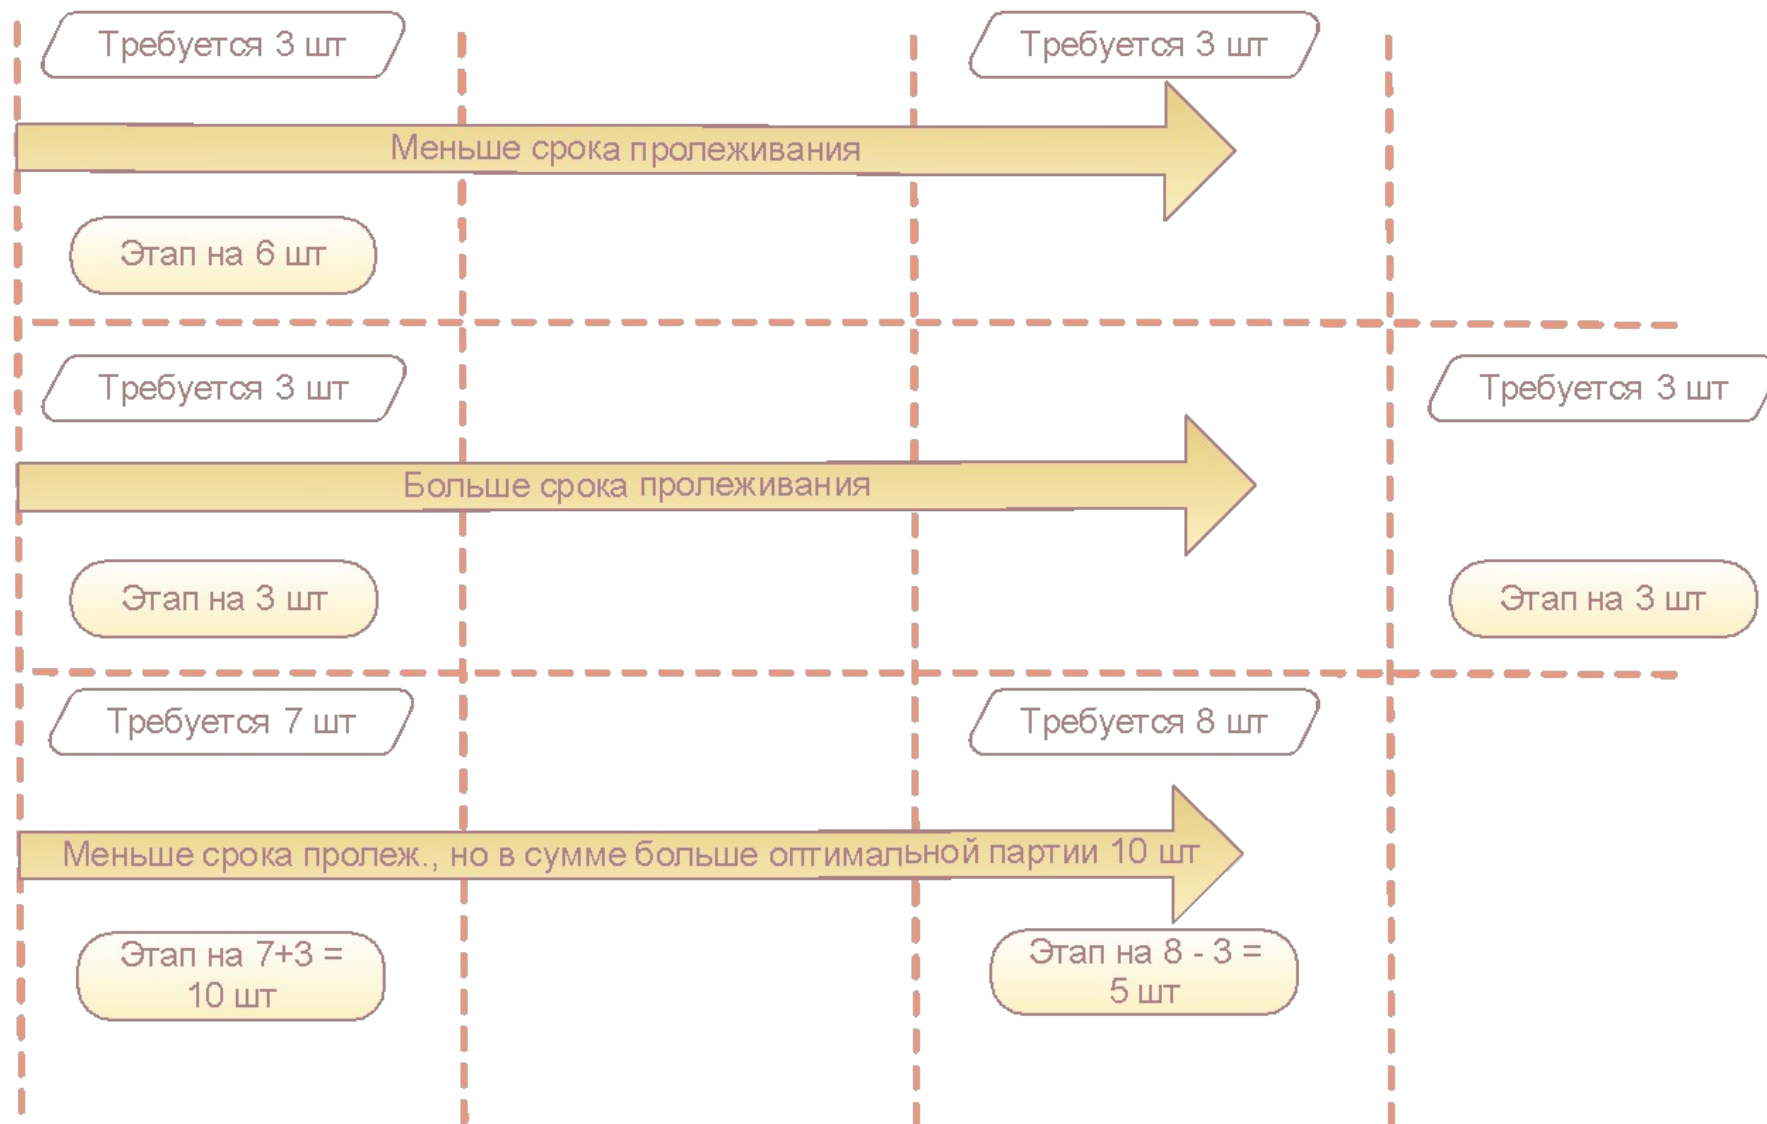 Требуется 3 шт
Требуется 3 шт
Меньше срока пролеживания
Этап на 6 шт
Требуется 3 шт
Требуется 3 шт
Больше срока пролеживания
Этап на 3 шт
Этап на 3 шт
Требуется 7 шт
Требуется 8 шт
Меньше срока пролеж., но в сумме больше оптимальной партии 10 шт
Этап на 7+3 =
10 шт
Этап на 8 - 3 =
5 шт